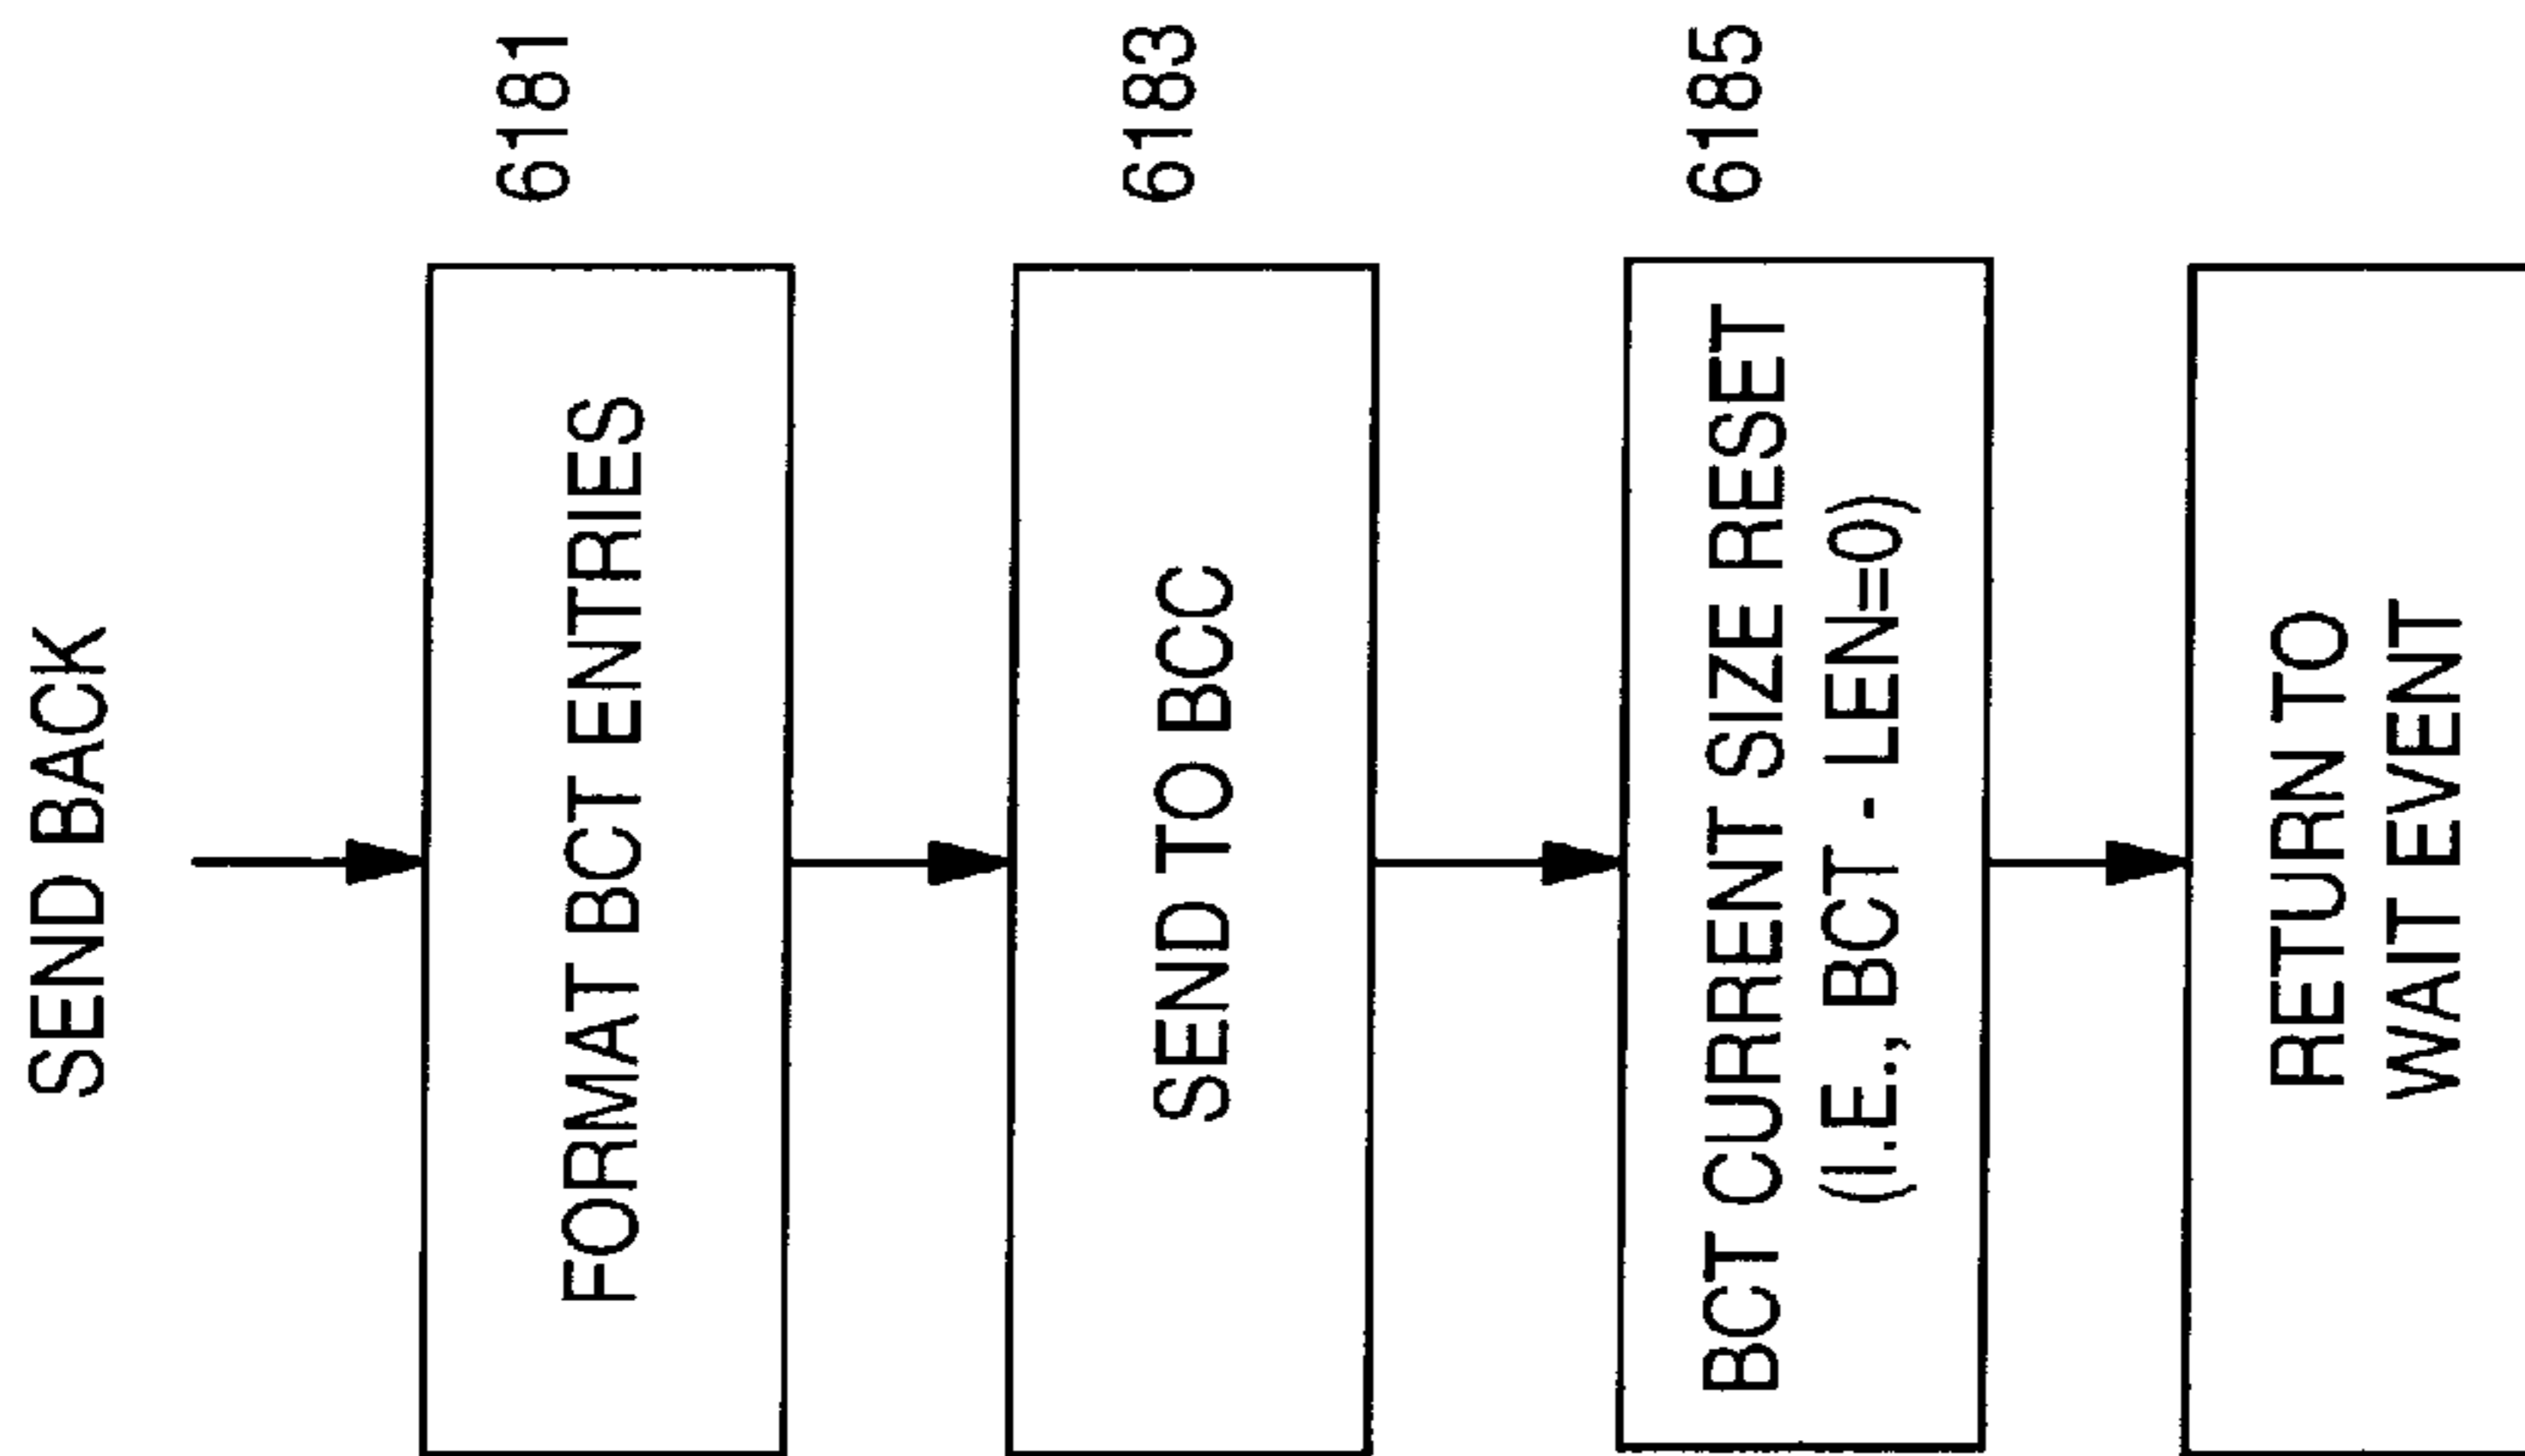 SEND BACK
FORMAT BCT ENTRIES
6181
SEND TO BCC
6183
BCT CURRENT SIZE RESET
(I.E., BCT - LEN=0)
6185
RETURN TO
WAIT EVENT